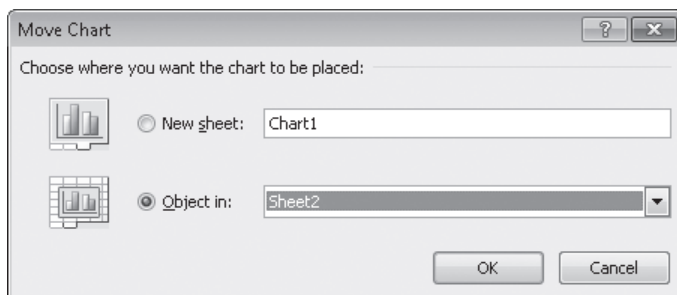 Move Chart
Choose where you want the chart to be placed:
New sheet: Chart1
Object in: Sheet2
OK Cancel